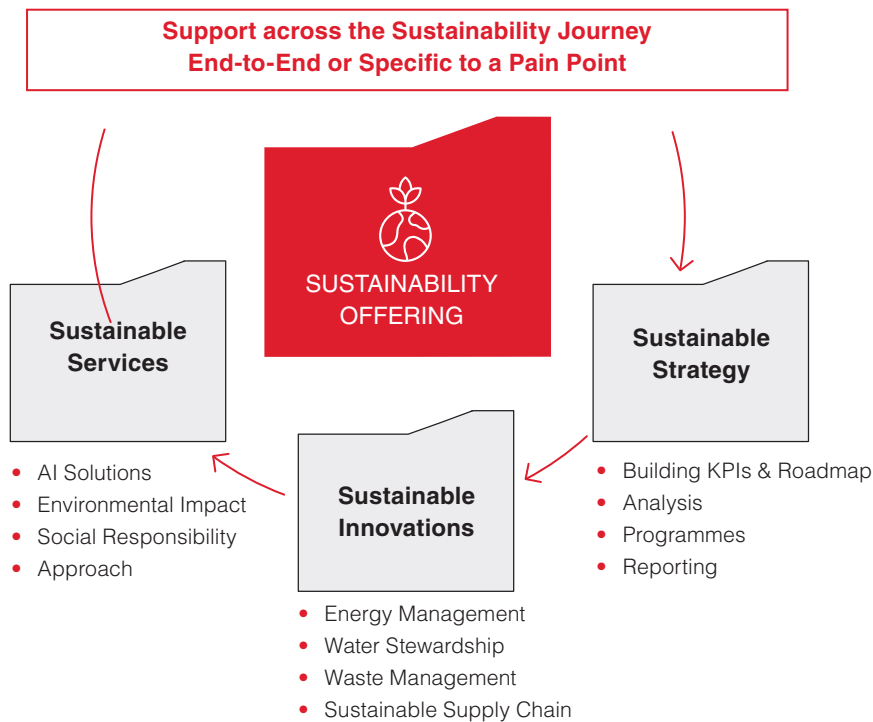 Support across the Sustainability Journey
End-to-End or Specific to a Pain Point
SUSTAINABILITY
OFFERING
Sustainable
Services
• AI Solutions
• Environmental Impact
• Social Responsibility
• Approach
Sustainable
Innovations
• Energy Management
• Water Stewardship
• Waste Management
• Sustainable Supply Chain
Sustainable
Strategy
• Building KPIs & Roadmap
• Analysis
• Programmes
• Reporting